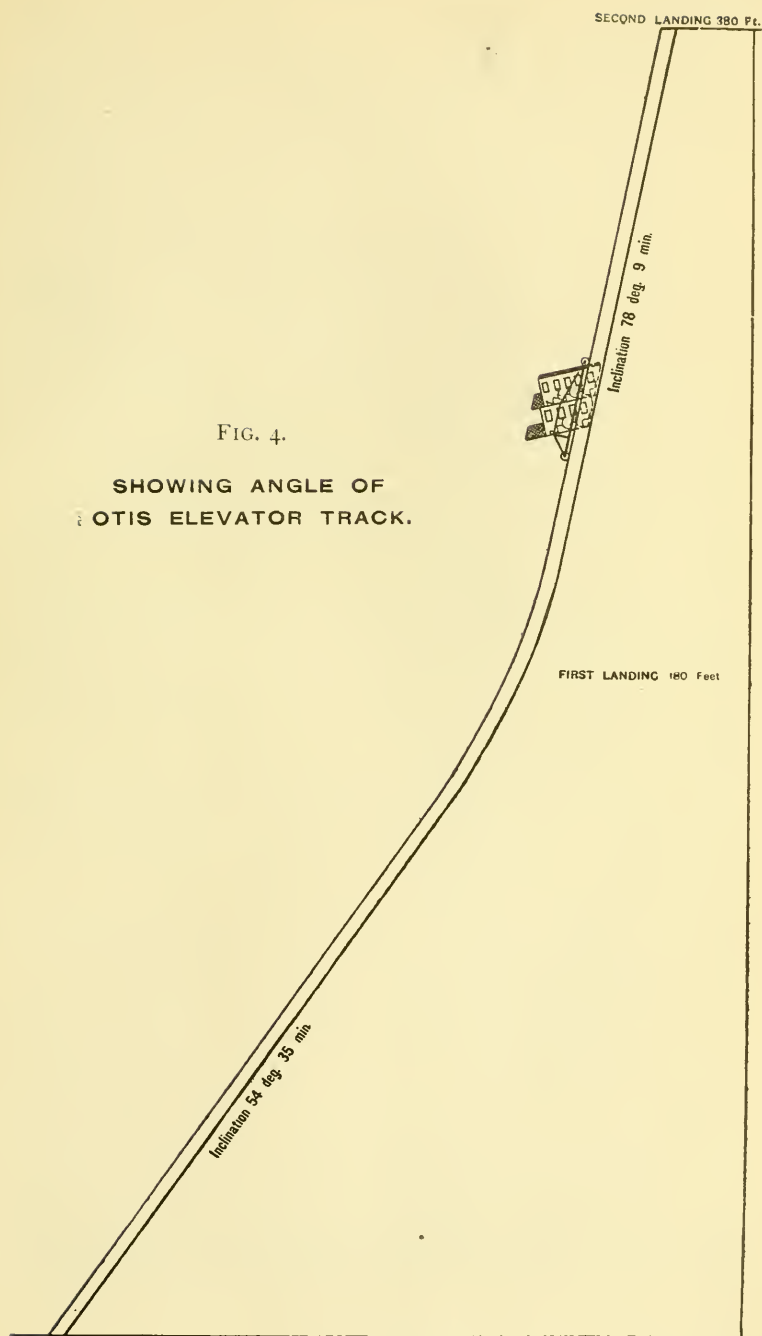 SECOND LANDING 380 Ft.
Inclination 78 deg. 9 min.
FIG. 4.
SHOWING ANGLE OF
OTIS ELEVATOR TRACK.
FIRST LANDING 180 Feet
Inclination 54 deg. 35 min.